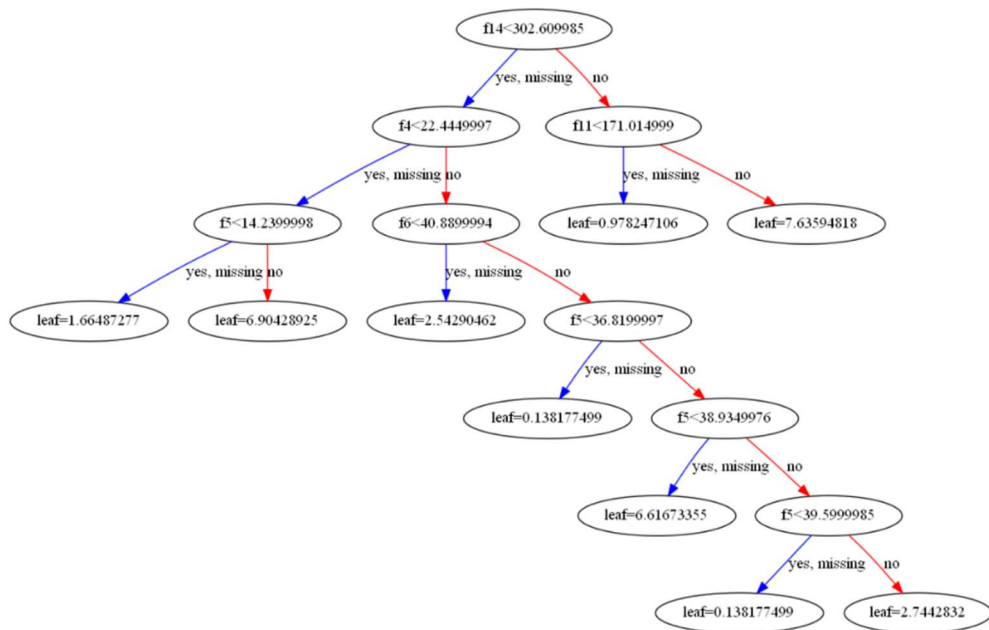 f14<302.609985
yes, missing
no
f4<22.4449997
f11<171.014999
yes, missing
no
yes, missing
no
f5<14.2399998
f6<40.8899994
leaf=0.978247106
leaf=7.63594818
yes, missing
no
yes, missing
no
leaf=1.66487277
leaf=6.90428925
leaf=2.54290462
f5<36.8199997
yes, missing
no
leaf=0.138177499
f5<38.9349976
yes, missing
no
leaf=6.61673355
f5<39.5999985
yes, missing
no
leaf=0.138177499
leaf=2.7442832